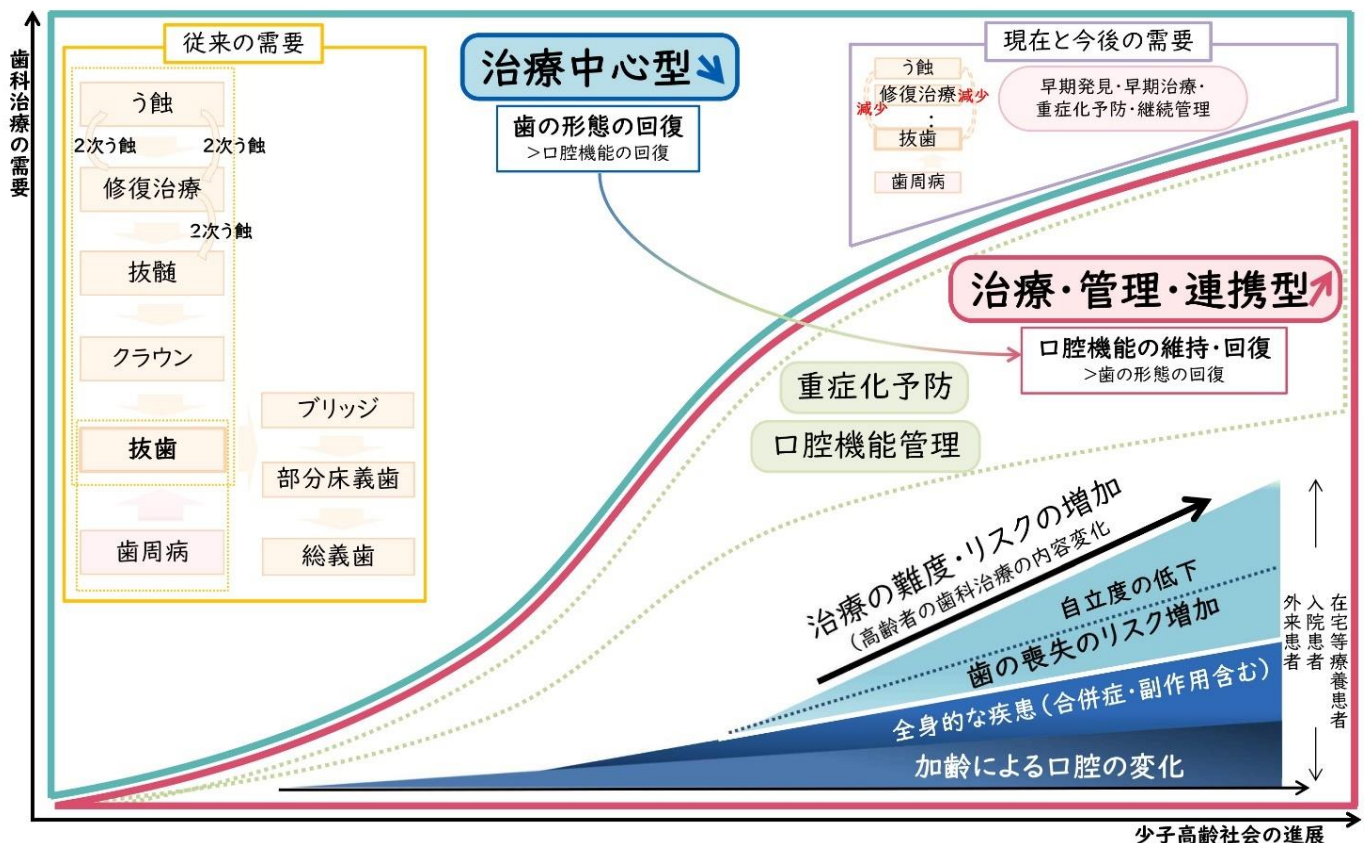 歯科治療の需要
従来の需要
う蝕
2次う蝕
2次う蝕
修復治療
2次う蝕
抜髄
クラウン
抜歯
歯周病
ブリッジ
部分床義歯
総義歯
治療中心型
歯の形態の回復
>口腔機能の回復
現在と今後の需要
う蝕
修復治療
減少
減少
：
抜歯
歯周病
早期発見・早期治療・
重症化予防・継続管理
治療・管理・連携型
口腔機能の維持・回復
>歯の形態の回復
重症化予防
口腔機能管理
治療の難度・リスクの増加
(高齢者の歯科治療の内容変化
自立度の低下
歯の喪失のリスク増加
全身的な疾患(合併症・副作用含む)
加齢による口腔の変化
在宅等療養患者
入院患者
外来患者
少子高齢社会の進展